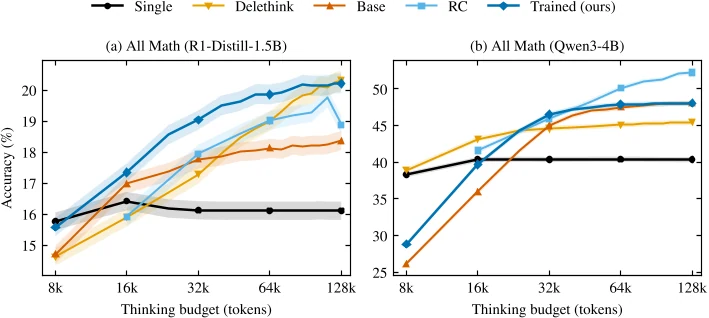 Single Delethink Base RC Trained (ours)
(a) All Math (R1-Distill-1.5B)
20
19
18
17
16
15
Accuracy (%)
8k 16k 32k 64k 128k
Thinking budget (tokens)
(b) All Math (Qwen3-4B)
50
45
40
35
30
25
8k 16k 32k 64k 128k
Thinking budget (tokens)